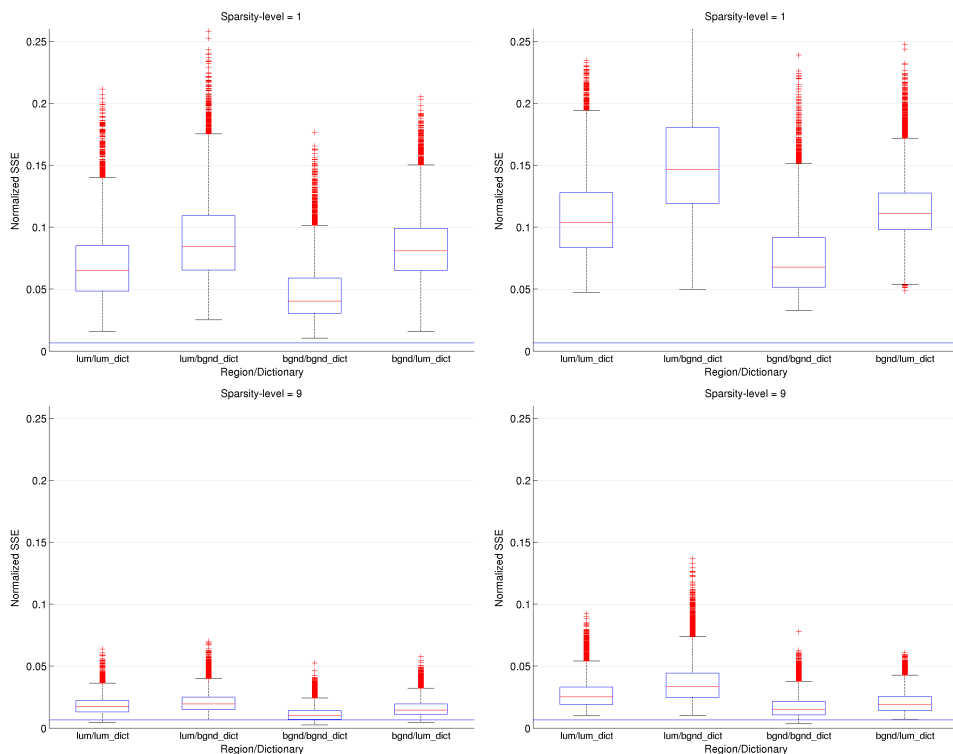 Sparsity-level = 1
0.25
0.2
0.15
0.1
0.05
0
Normalized SSE
lum/lum_dict lum/bgnd_dict bgnd/bgnd_dict bgnd/lum_dict
Region/Dictionary
Sparsity-level = 1
0.25
0.2
0.15
0.1
0.05
0
Normalized SSE
lum/lum_dict lum/bgnd_dict bgnd/bgnd_dict bgnd/lum_dict
Region/Dictionary
Sparsity-level = 9
0.25
0.2
0.15
0.1
0.05
0
Normalized SSE
lum/lum_dict lum/bgnd_dict bgnd/bgnd_dict bgnd/lum_dict
Region/Dictionary
Sparsity-level = 9
0.25
0.2
0.15
0.1
0.05
0
Normalized SSE
lum/lum_dict lum/bgnd_dict bgnd/bgnd_dict bgnd/lum_dict
Region/Dictionary